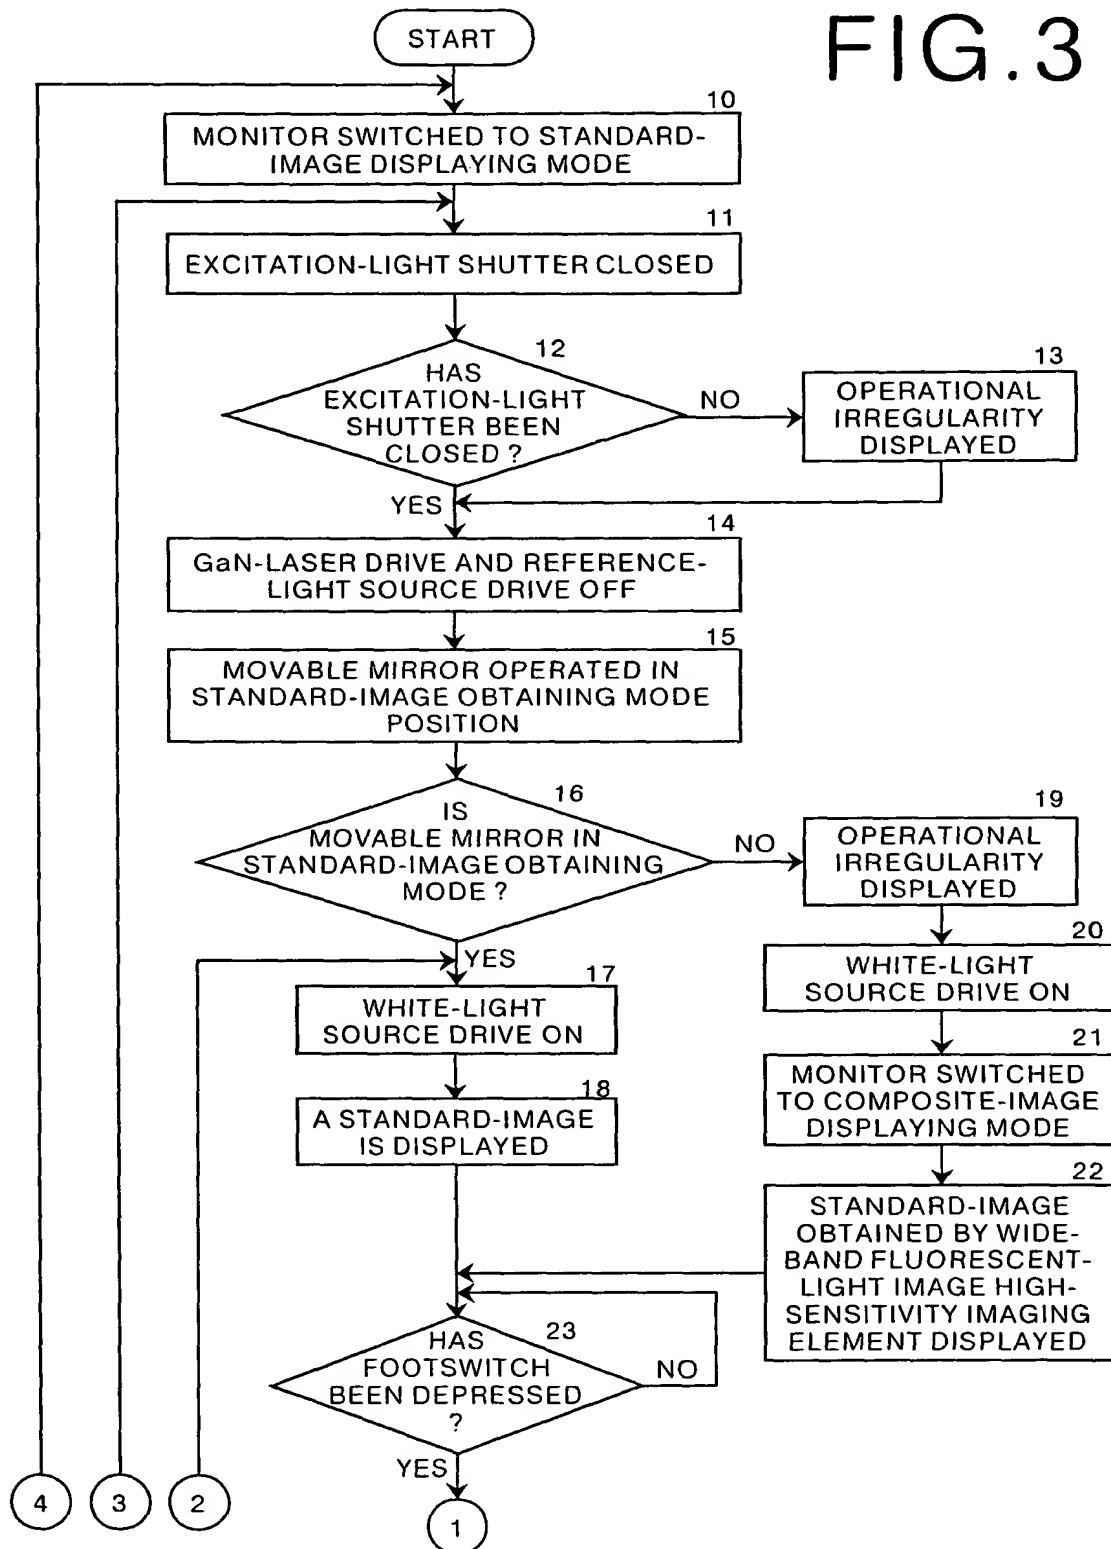 FIG.3
START
10
MONITOR SWITCHED TO STANDARD-
IMAGE DISPLAYING MODE
11
EXCITATION-LIGHT SHUTTER CLOSED
12
HAS
EXCITATION-LIGHT
SHUTTER BEEN
CLOSED ?
NO
13
OPERATIONAL
IRREGULARITY
DISPLAYED
YES
14
GaN-LASER DRIVE AND REFERENCE-
LIGHT SOURCE DRIVE OFF
15
MOVABLE MIRROR OPERATED IN
STANDARD-IMAGE OBTAINING MODE
POSITION
16
IS
MOVABLE MIRROR IN
STANDARD-IMAGE OBTAINING
MODE ?
NO
19
OPERATIONAL
IRREGULARITY
DISPLAYED
YES
17
WHITE-LIGHT
SOURCE DRIVE ON
20
WHITE-LIGHT
SOURCE DRIVE ON
18
A STANDARD-IMAGE
IS DISPLAYED
21
MONITOR SWITCHED
TO COMPOSITE-IMAGE
DISPLAYING MODE
22
STANDARD-IMAGE
OBTAINED BY WIDE-
BAND FLUORESCENT-
LIGHT IMAGE HIGH-
SENSITIVITY IMAGING
ELEMENT DISPLAYED
23
HAS
FOOTSWITCH
BEEN DEPRESSED
?
NO
YES
4
3
2
1